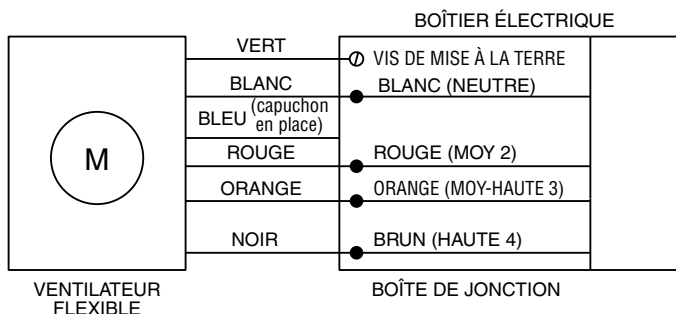 BOÎTIER ÉLECTRIQUE
VERT
VIS DE MISE À LA TERRE
BLANC
BLANC (NEUTRE)
BLEU (capuchon
en place)
M
ROUGE
ROUGE (MOY 2)
ORANGE
ORANGE (MOY-HAUTE 3)
NOIR
BRUN (HAUTE 4)
VENTILATEUR
FLEXIBLE
BOÎTE DE JONCTION